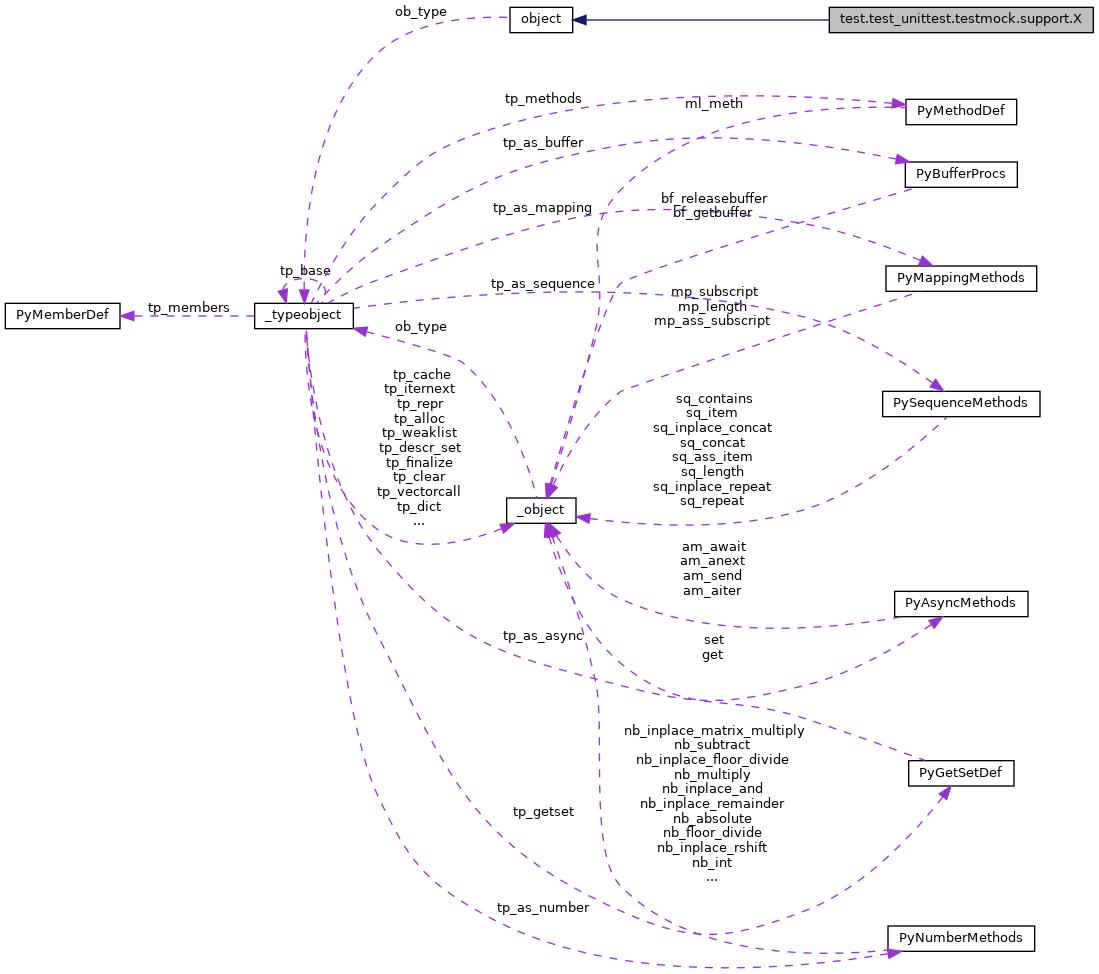 ob_type
object
test.test_unittest.testmock.support.X
tp_methods
ml_meth
PyMethodDef
tp_as_buffer
PyBufferProcs
tp_as_mapping
bf_releasebuffer
bf_getbuffer
tp_base
PyMappingMethods
tp_as_sequence
mp_subscript
mp_length
mp_ass_subscript
PyMemberDef
tp_members
_typeobject
ob_type
tp_cache
tp_iternext
tp_repr
tp_alloc
tp_weaklist
tp_descr_set
tp_finalize
tp_clear
tp_vectorcall
tp_dict
...
sq_contains
sq_item
sq_inplace_concat
sq_concat
sq_ass_item
sq_length
sq_inplace_repeat
sq_repeat
PySequenceMethods
_object
am_await
am_anext
am_send
am_aiter
PyAsyncMethods
tp_as_async
set
get
nb_inplace_matrix_multiply
nb_subtract
nb_inplace_floor_divide
nb_multiply
nb_inplace_and
nb_inplace_remainder
nb_absolute
nb_floor_divide
nb_inplace_rshift
nb_int
...
PyGetSetDef
tp_getset
tp_as_number
PyNumberMethods